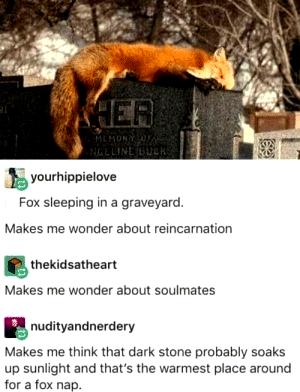 HER
MEMORY OF
yourhippielove
Fox sleeping in a graveyard.
Makes me wonder about reincarnation
thekidsatheart
Makes me wonder about soulmates
nudityandnerdery
Makes me think that dark stone probably soaks
up sunlight and that's the warmest place around
for a fox nap.